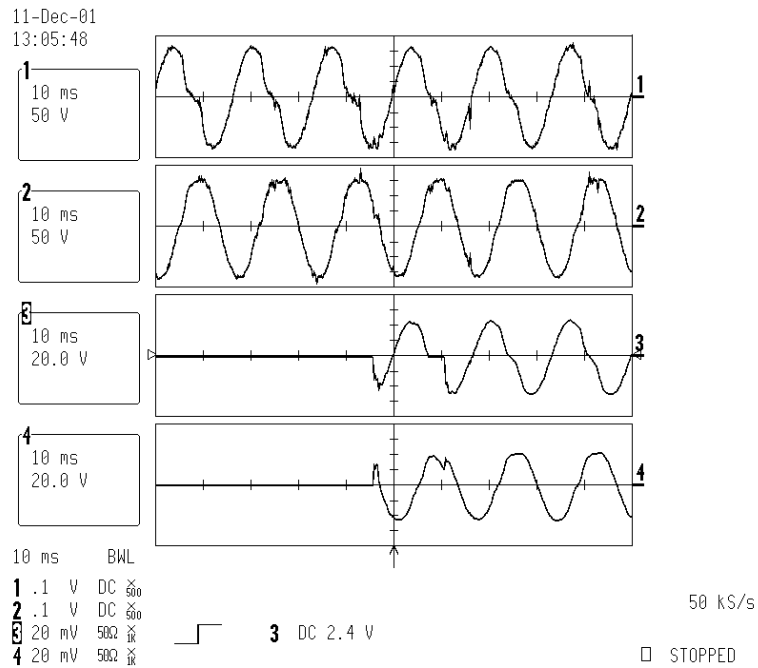 11-Dec-01
13:05:48
1
10 ms
50 V
2
10 ms
50 V
3
10 ms
20.0 V
4
10 ms
20.0 V
1
2
3
4
10 ms BWL
1 .1 V DC X 500
2 .1 V DC X 500
3 20 mV 50Ω X 1K
4 20 mV 50Ω X 1K
3 DC 2.4 V
50 kS/s
STOPPED